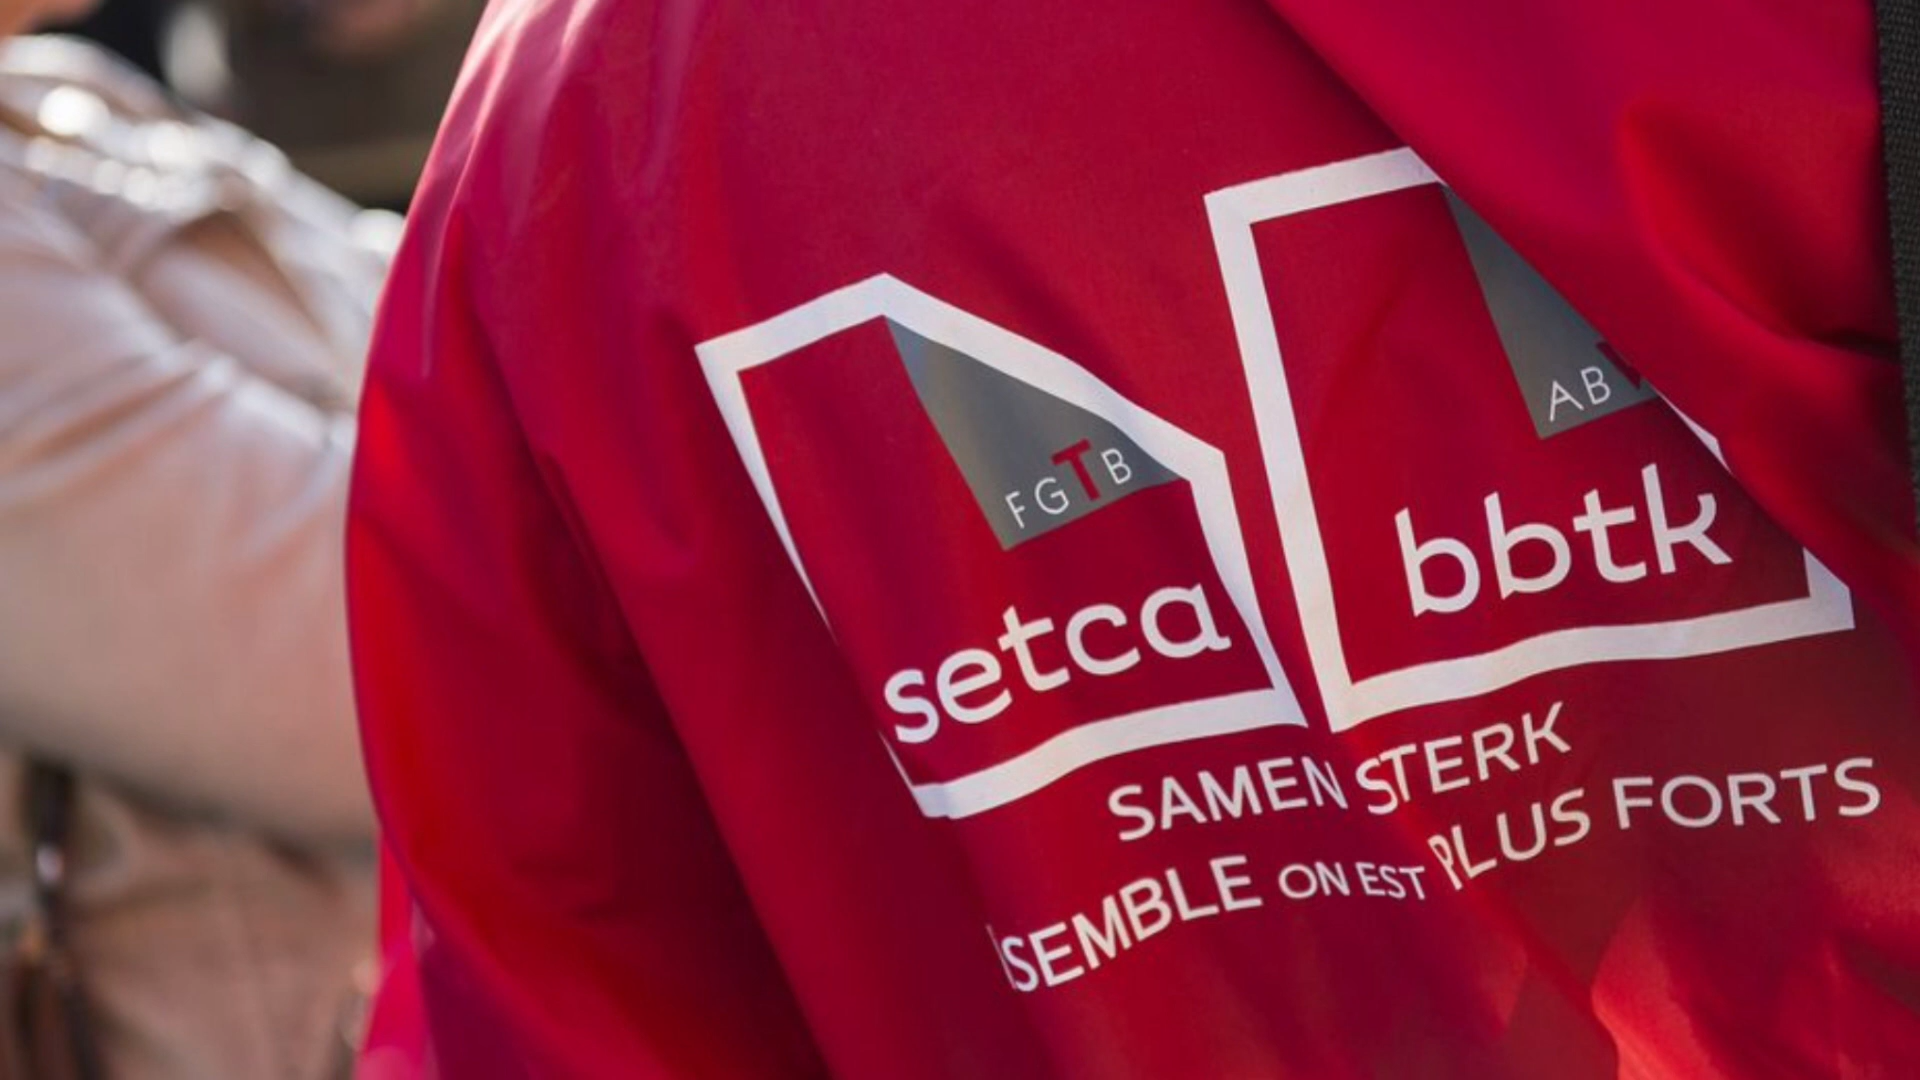 FGTB
setca
AB
bbtk
SAMEN STERK
SEMBLE ON EST PLUS FORTS